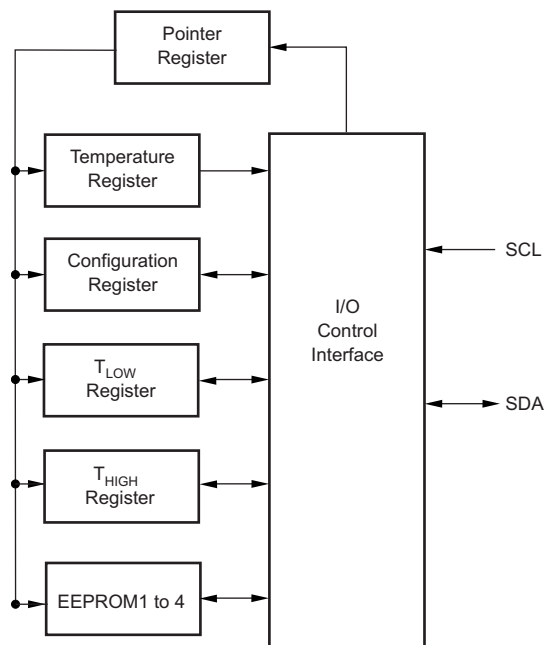 Pointer
Register
Temperature
Register
Configuration
Register
TLOW
Register
THIGH
Register
EEPROM1 to 4
I/O
Control
Interface
SCL
SDA